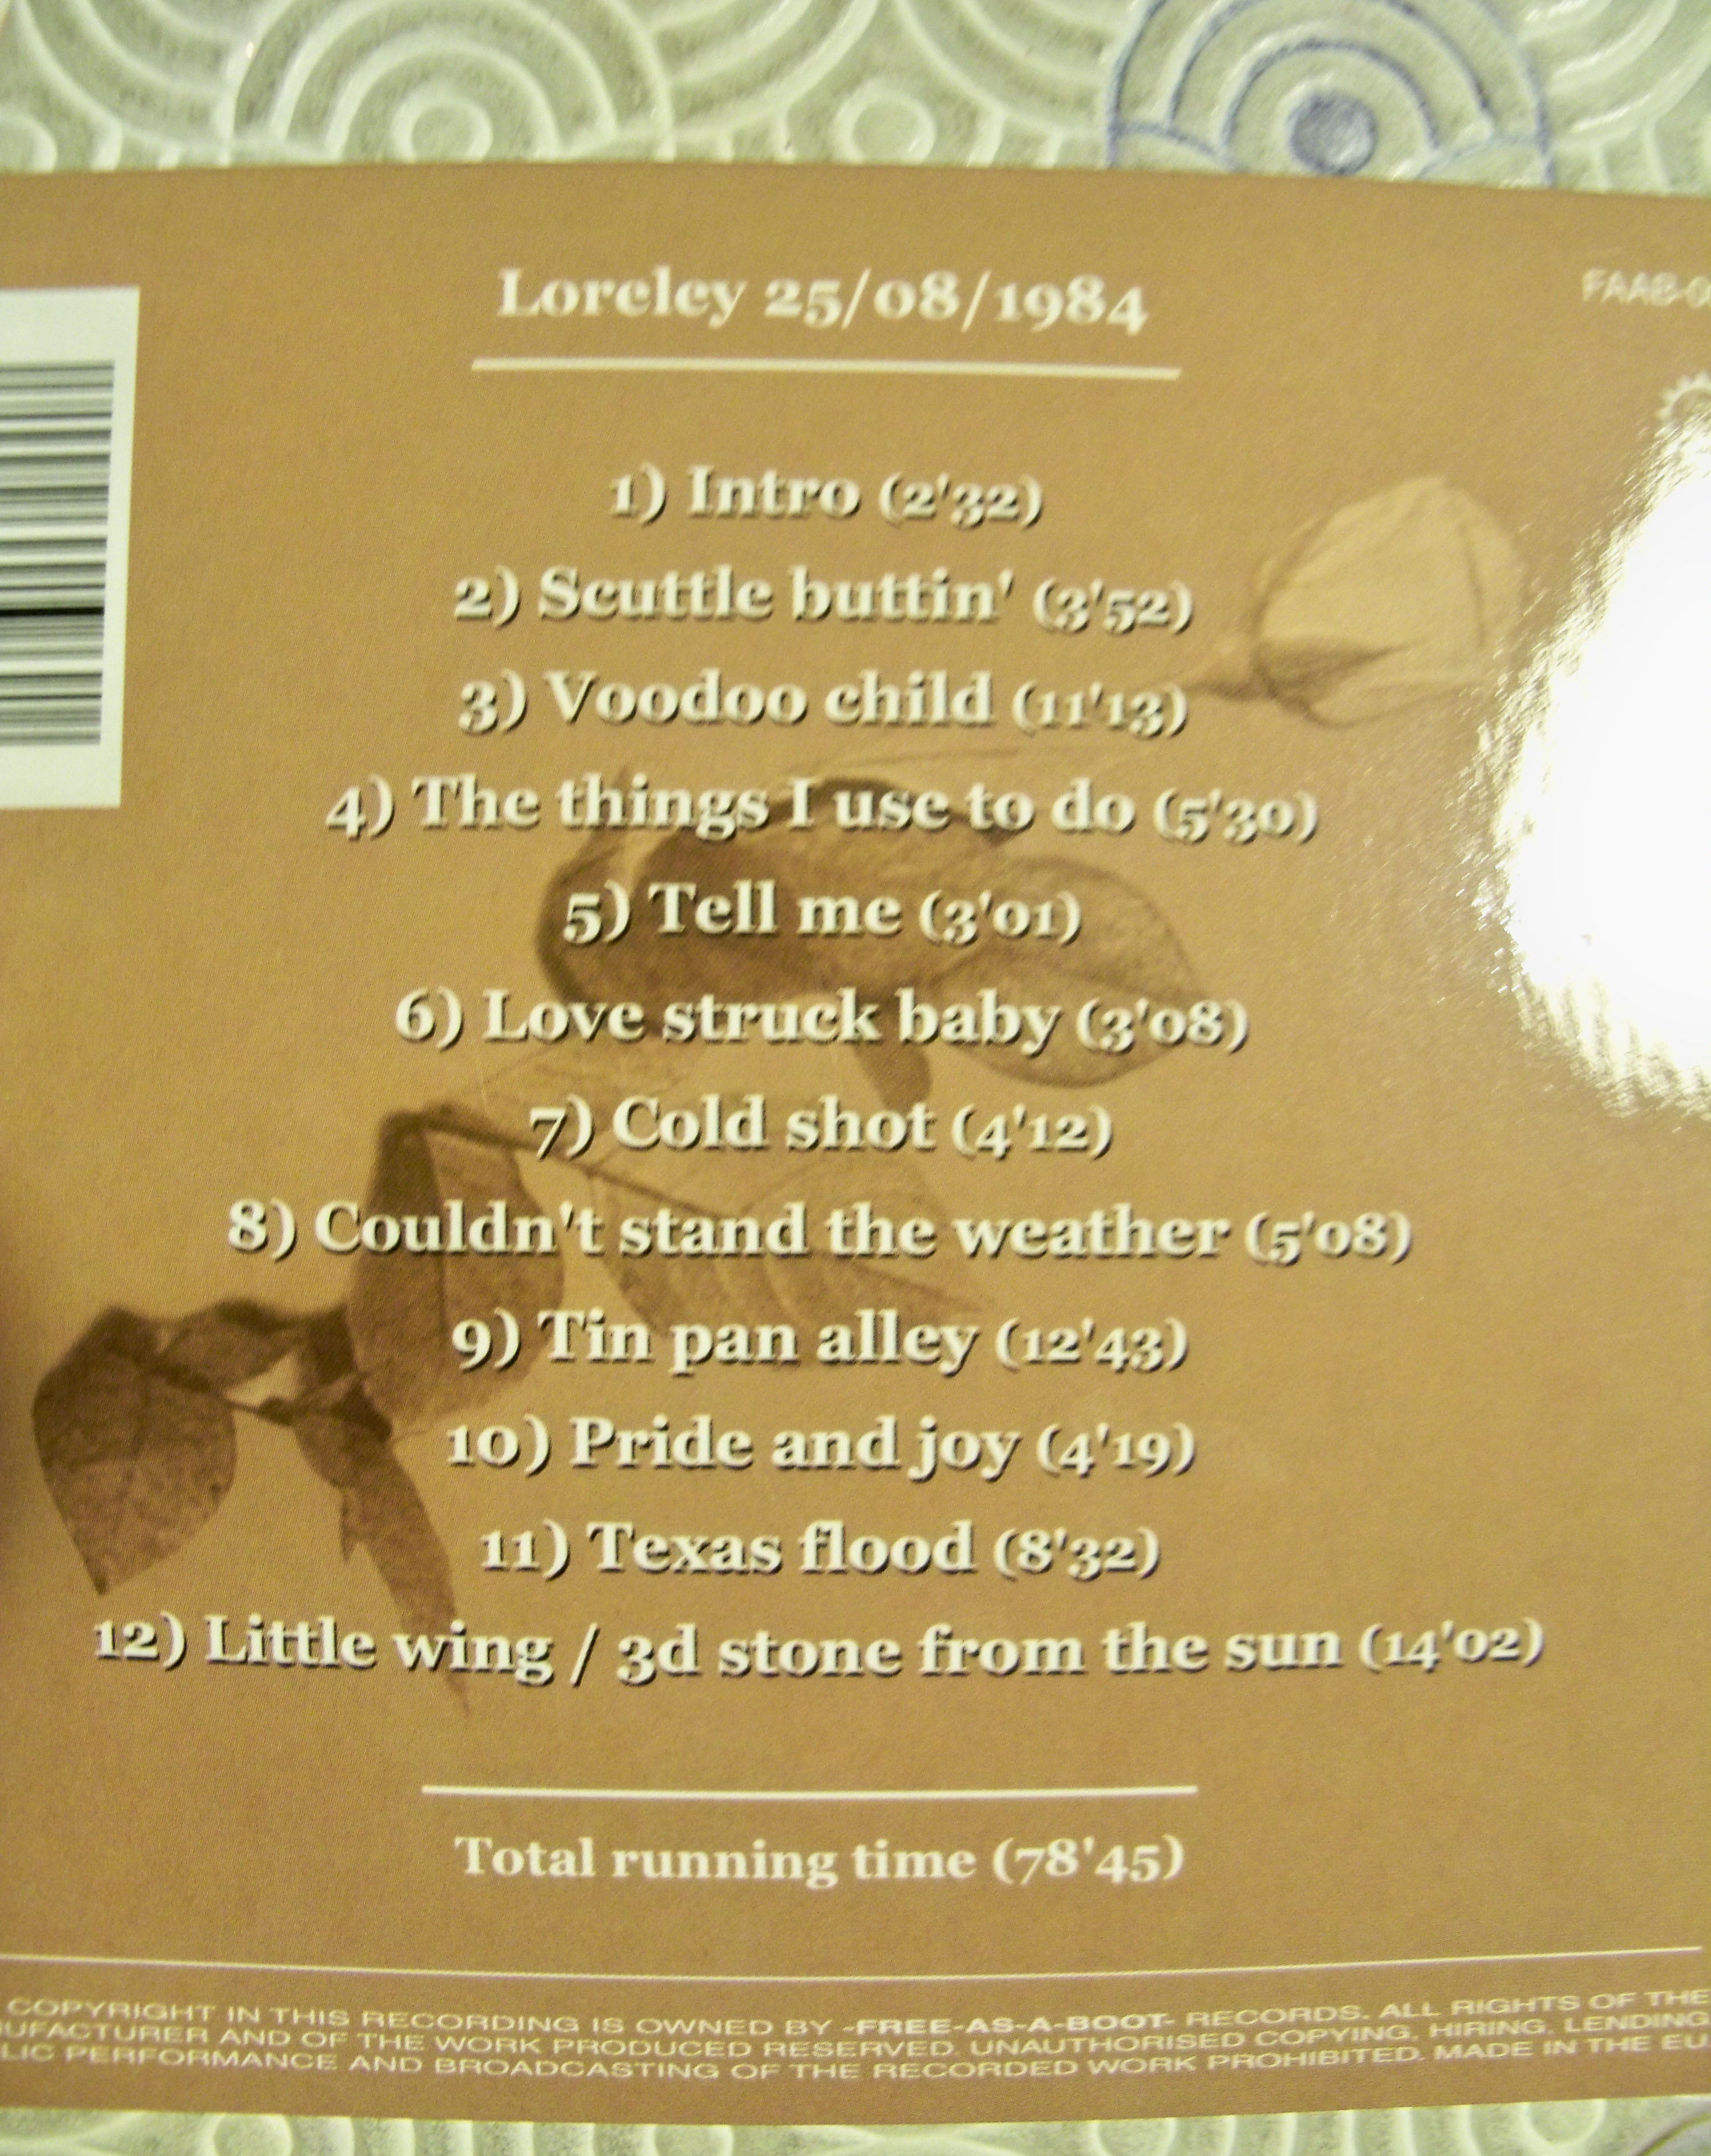 Loreley 25/08/1984
FAAB-0
1) Intro (2'32)
2) Scuttle buttin' (3'52)
3) Voodoo child (11'13)
4) The things I use to do (5'30)
5) Tell me (3'01)
6) Love struck baby (3'08)
7) Cold shot (4'12)
8) Couldn't stand the weather (5'08)
9) Tin pan alley (12'43)
10) Pride and joy (4'19)
11) Texas flood (8'32)
12) Little wing / 3d stone from the sun (14'02)
Total running time (78'45)
COPYRIGHT IN THIS RECORDING IS OWNED BY -FREE-AS-A-BOOT- RECORDS. ALL RIGHTS OF THE
UFACTURER AND OF THE WORK PRODUCED RESERVED. UNAUTHORISED COPYING, HIRING, LENDING,
LIC PERFORMANCE AND BROADCASTING OF THE RECORDED WORK PROHIBITED. MADE IN THE EU